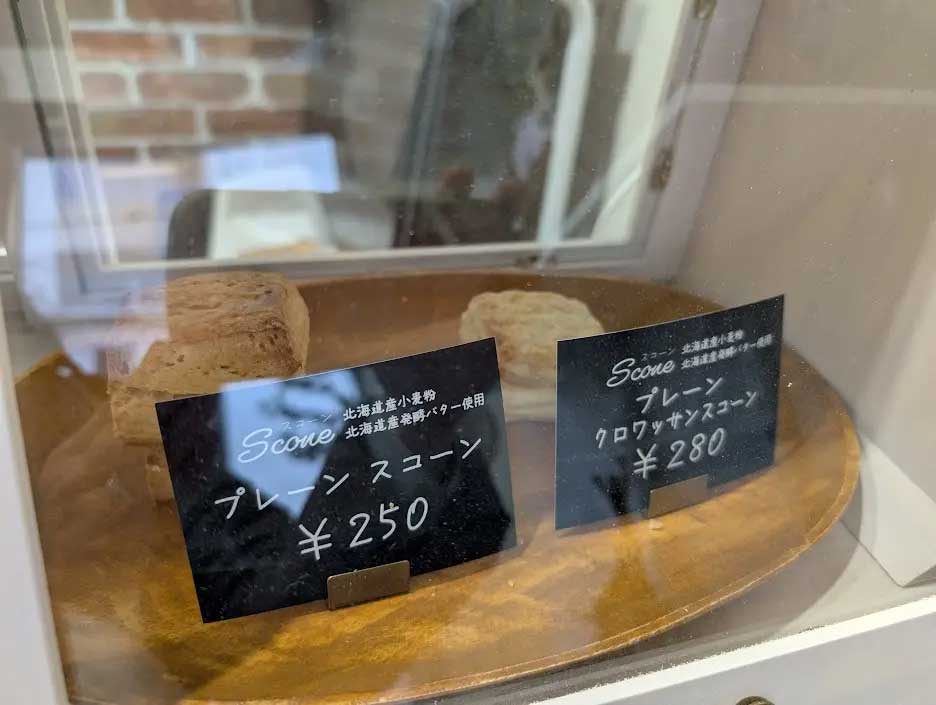 スコーン
Scone
北海道産小麦粉
北海道産発酵バター使用
プレーン スコーン
¥250
スコーン
Scone
北海道産小麦粉
北海道産発酵バター使用
プレーン
クロワッサンスコーン
¥280